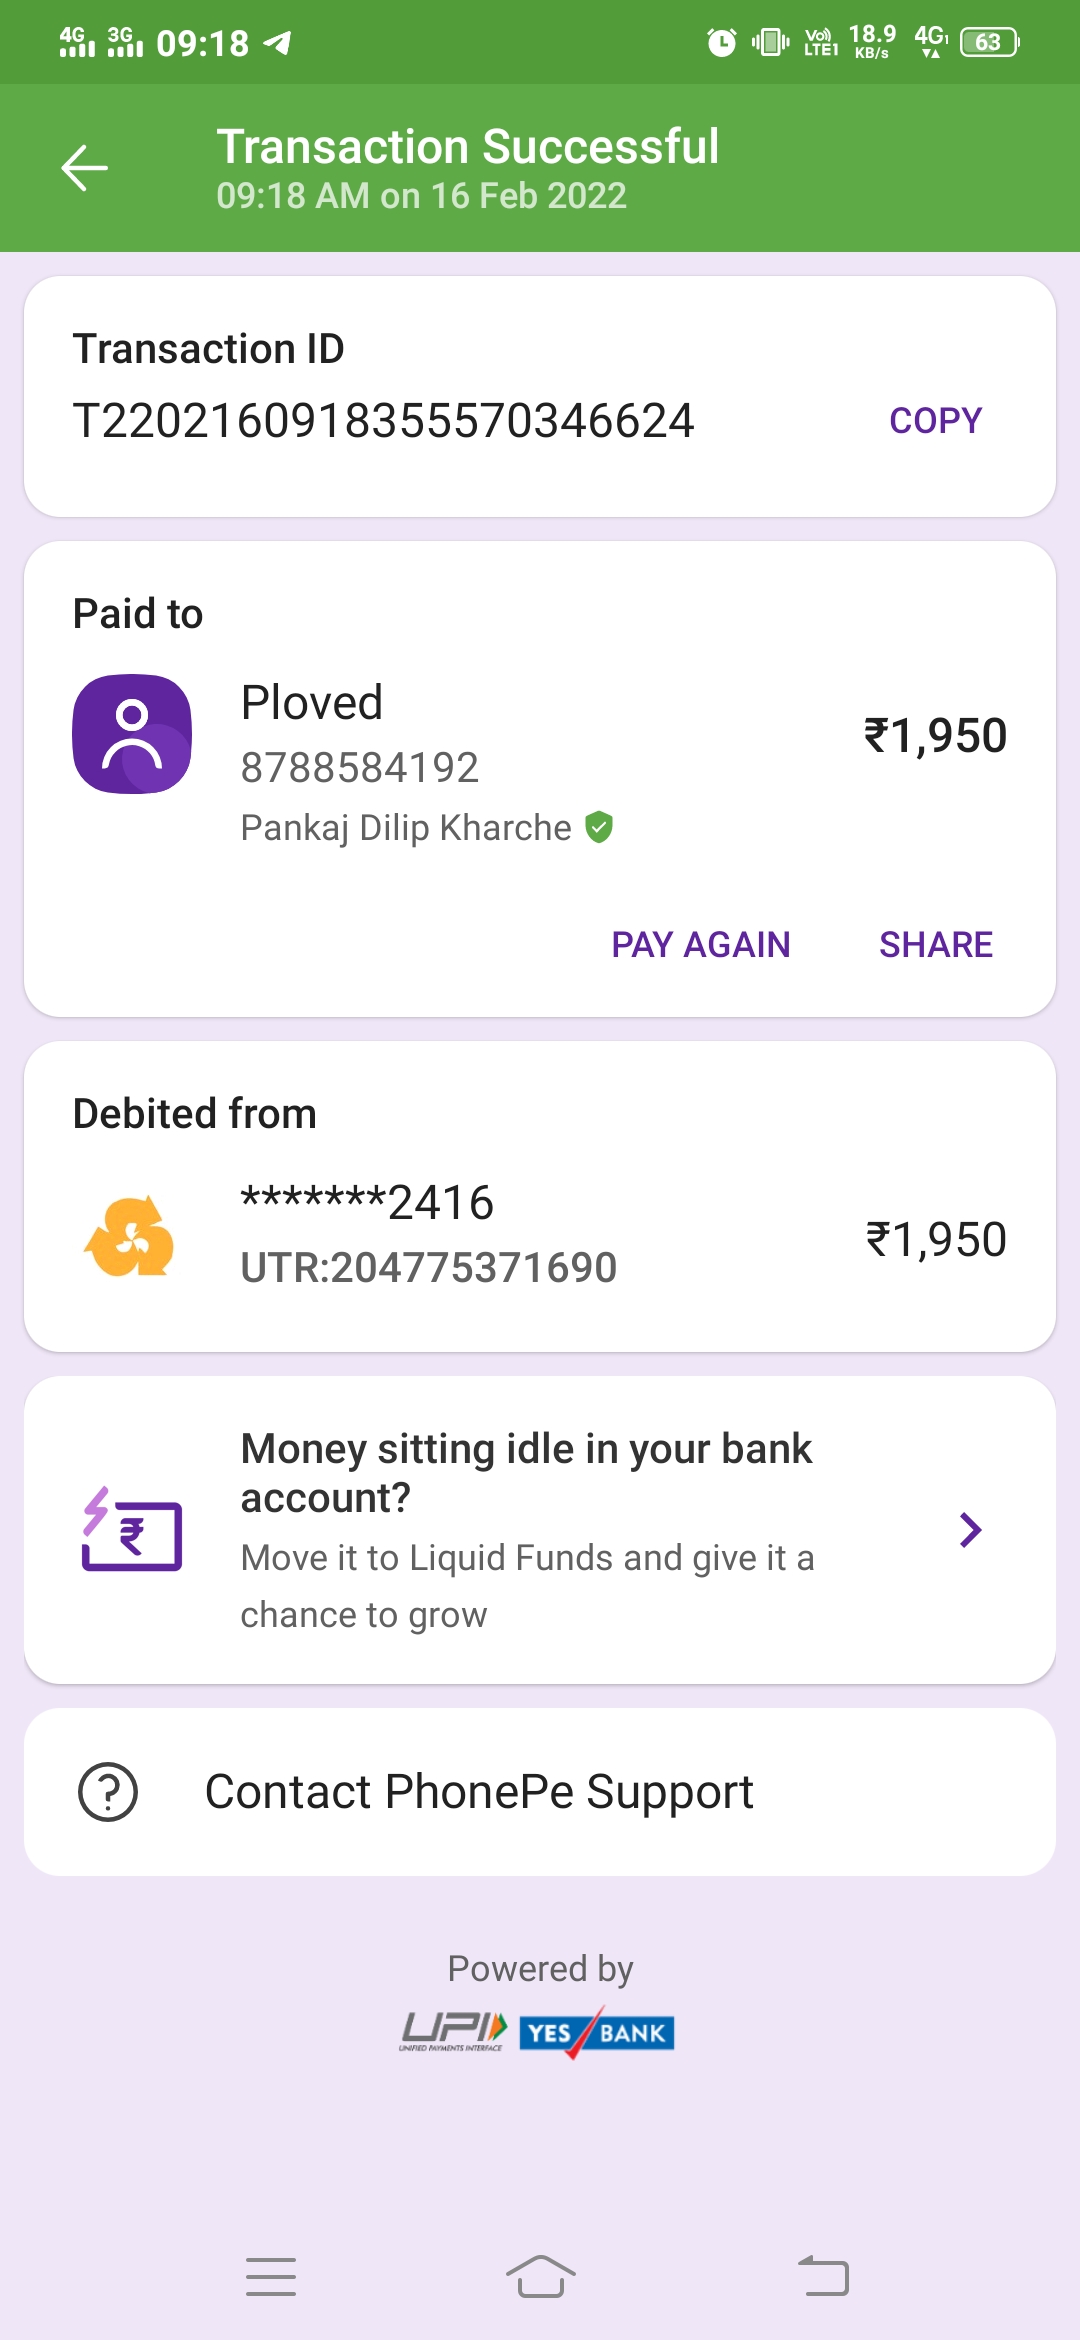 4G 3G 09:18 Vo) LTE1 18.9 KB/s 4G1 63
Transaction Successful
09:18 AM on 16 Feb 2022
Transaction ID
T2202160918355570346624 COPY
Paid to
Ploved
8788584192
₹1,950
Pankaj Dilip Kharche
PAY AGAIN SHARE
Debited from
*******2416
UTR:204775371690
₹1,950
Money sitting idle in your bank
account?
Move it to Liquid Funds and give it a
chance to grow
Contact PhonePe Support
Powered by
UPI YES BANK
UNIFIED PAYMENTS INTERFACE